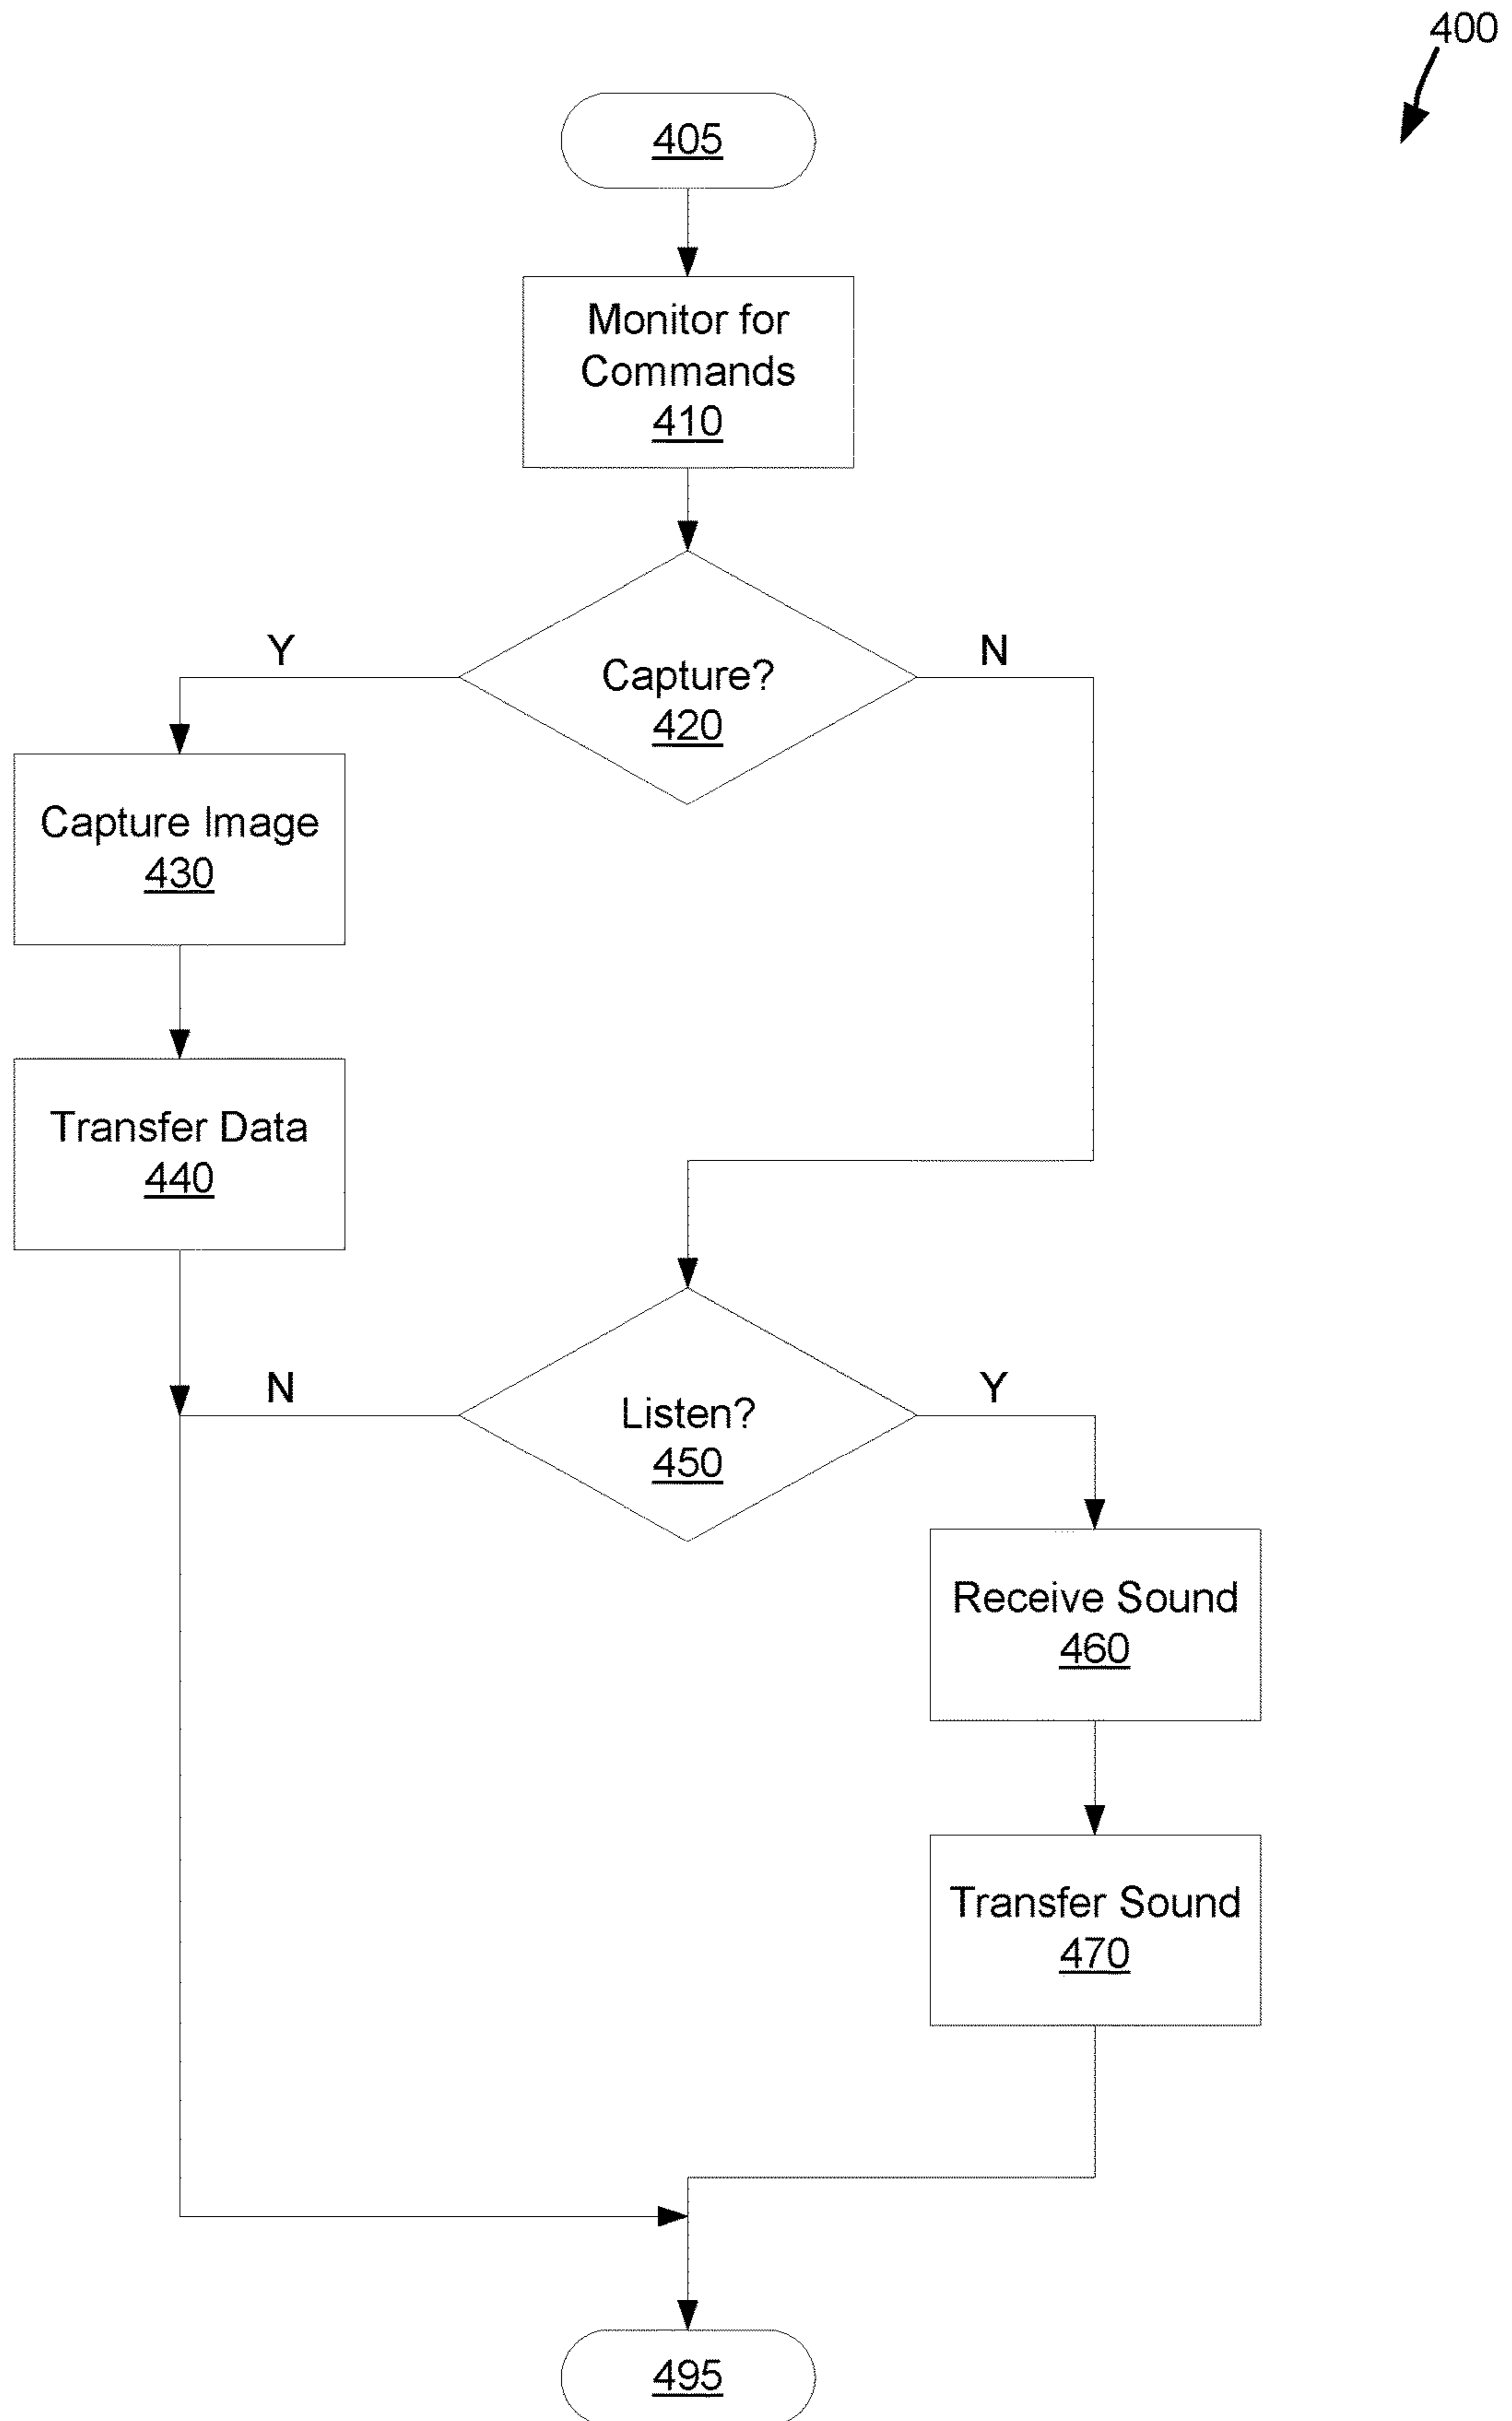 400
405
Monitor for
Commands
410
Y
N
Capture?
420
Capture Image
430
Transfer Data
440
N
Y
Listen?
450
Receive Sound
460
Transfer Sound
470
495